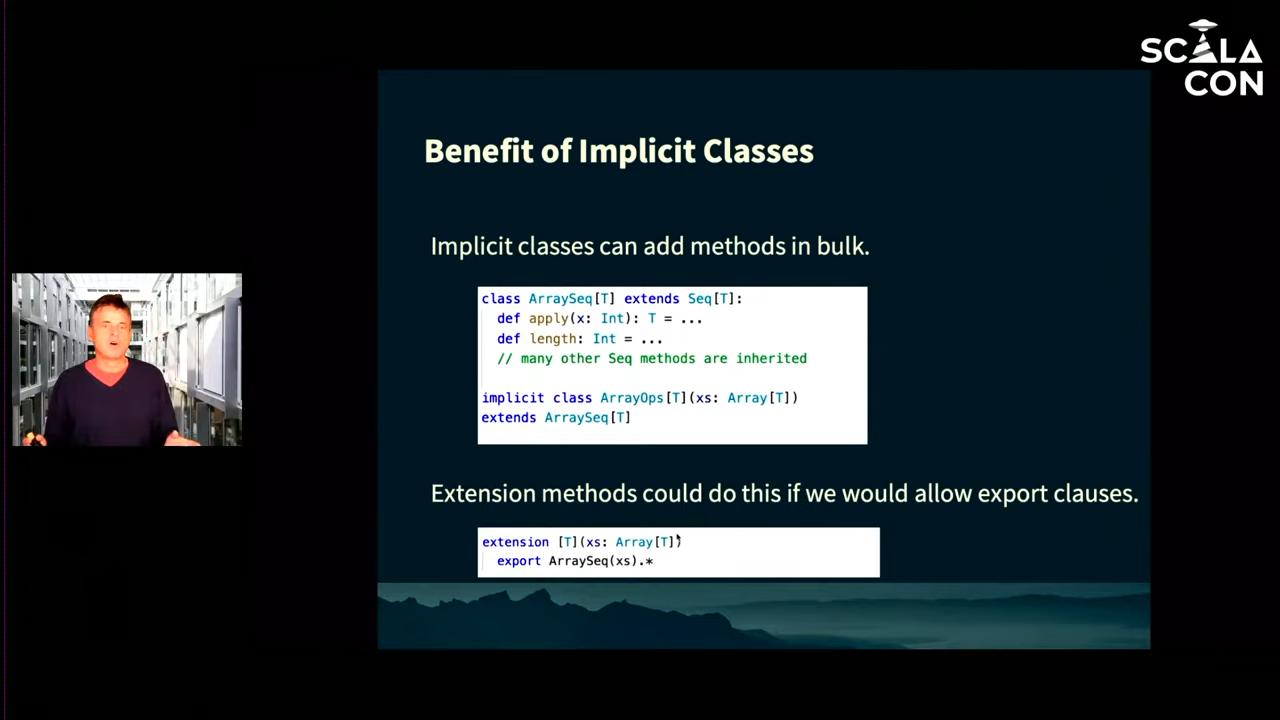 SCALA
CON
Benefit of Implicit Classes
Implicit classes can add methods in bulk.
class ArraySeq[T] extends Seq[T]:
def apply(x: Int): T = ...
def length: Int = ...
// many other Seq methods are inherited
implicit class ArrayOps[T](xs: Array[T])
extends ArraySeq[T]
Extension methods could do this if we would allow export clauses.
extension [T](xs: Array[T])
export ArraySeq(xs).*